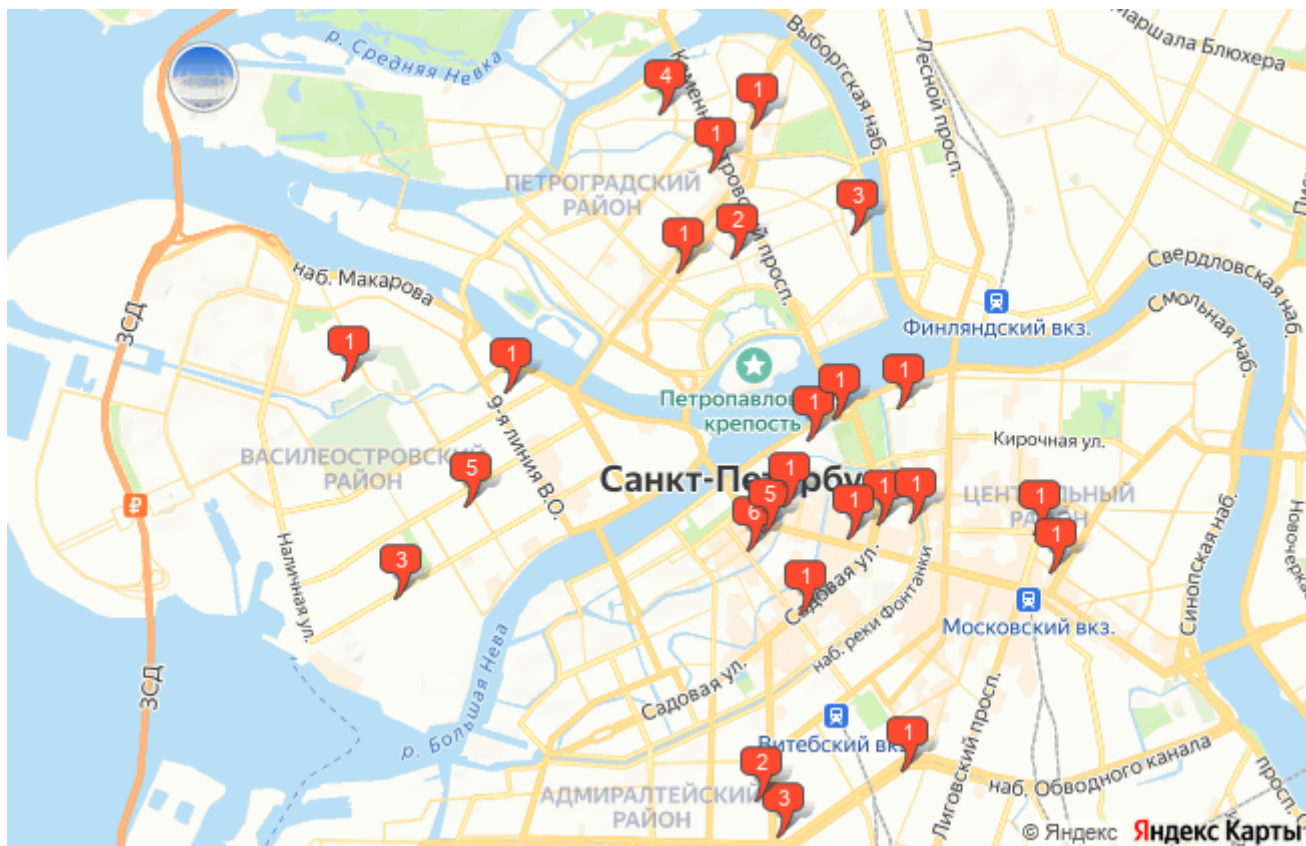 Маршала Блюхера
р. Средняя Невка
Выборгская наб.
Лесной просп.
4
1
1
ПЕТРОГРАДСКИЙ
РАЙОН
3
2
1
наб. Макарова
Свердловская наб.
Смольная наб.
Финляндский вкз.
ЗСД
1
1
1
1
1
Петропавло
крепость
9-я линия В.О.
Кирочная ул.
ВАСИЛЕОСТРОВСКИЙ
РАЙОН
5
Санкт-Петербу
1
5
6
1
1
1
ЦЕНТРАЛЬНЫЙ
РАЙОН
1
1
Наличная ул.
3
1
Садовая ул.
наб. реки Фонтанки
Синопская наб.
Московский вкз.
ЗСД
р. Большая Нева
Садовая ул.
Витебский вкз
1
Лиговский просп.
наб. Обводного канала
2
3
АДМИРАЛТЕЙСКИЙ
РАЙОН
© Яндекс Яндекс Карты